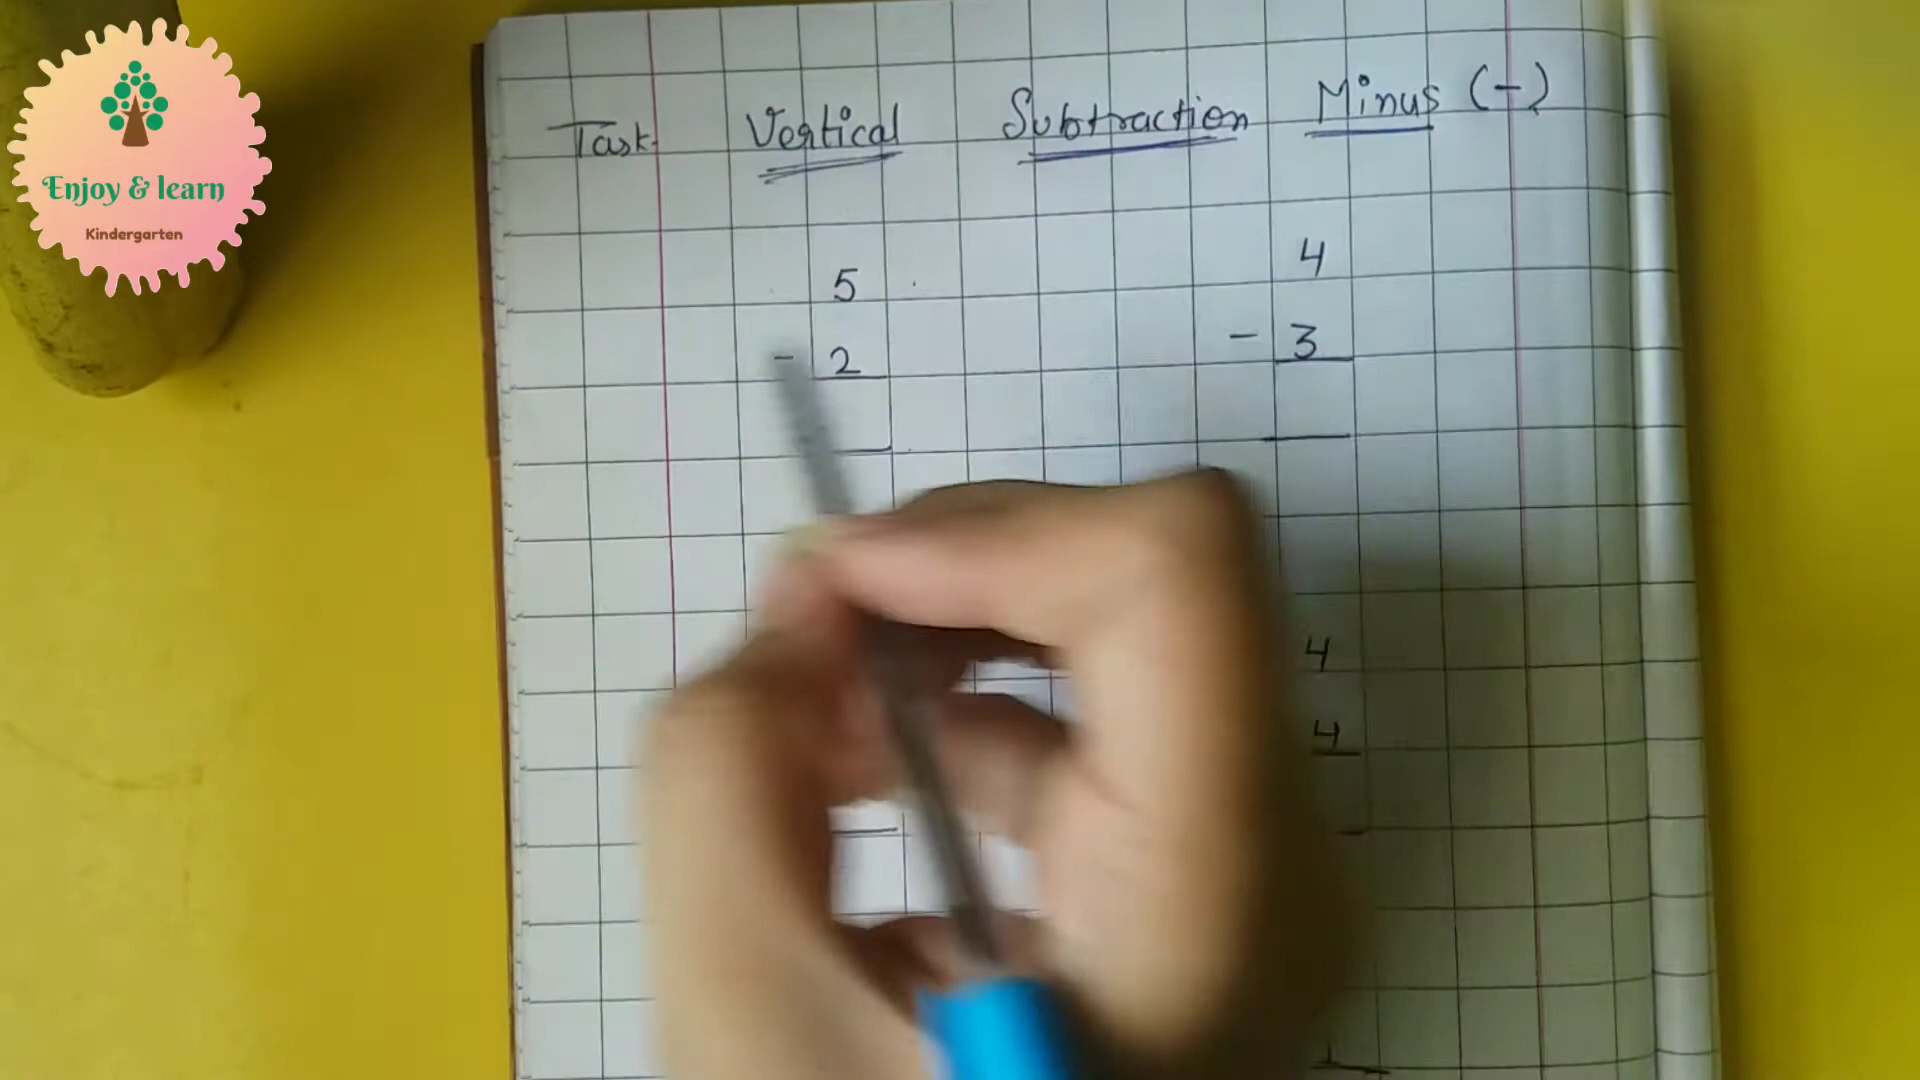 Enjoy & learn
Kindergarten
Task Vertical Subtraction Minus (-)
5 4
- 2 - 3
4
4